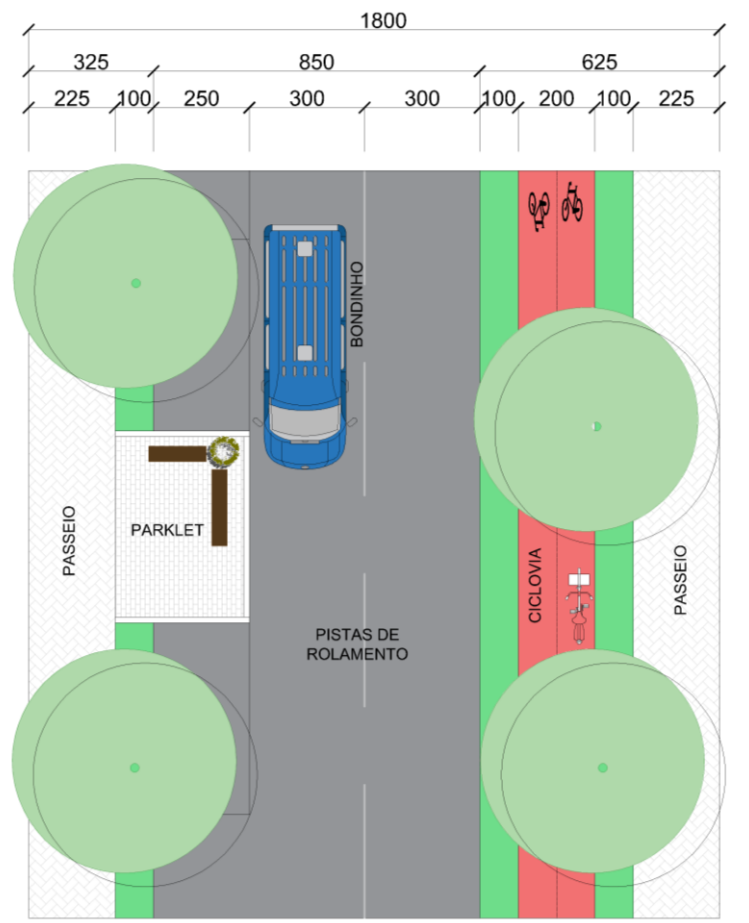 1800
325 850 625
225 100 250 300 300 100 200 100 225
BONDINHO
PASSEIO
PARKLET
CICLOVIA
PASSEIO
PISTAS DE
ROLAMENTO